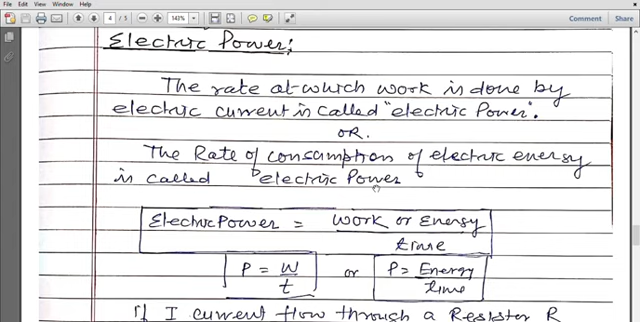 File Edit View Window Help
4 / 5 143%
Comment Share
Electric Power:
The rate at which work is done by
electric current is called "electric Power".
OR.
The Rate of consumption of electric energy
is called electric Power
Electric Power = work or Energy
time
P = W or P = Energy
t time
If I current flow through a Resistor R